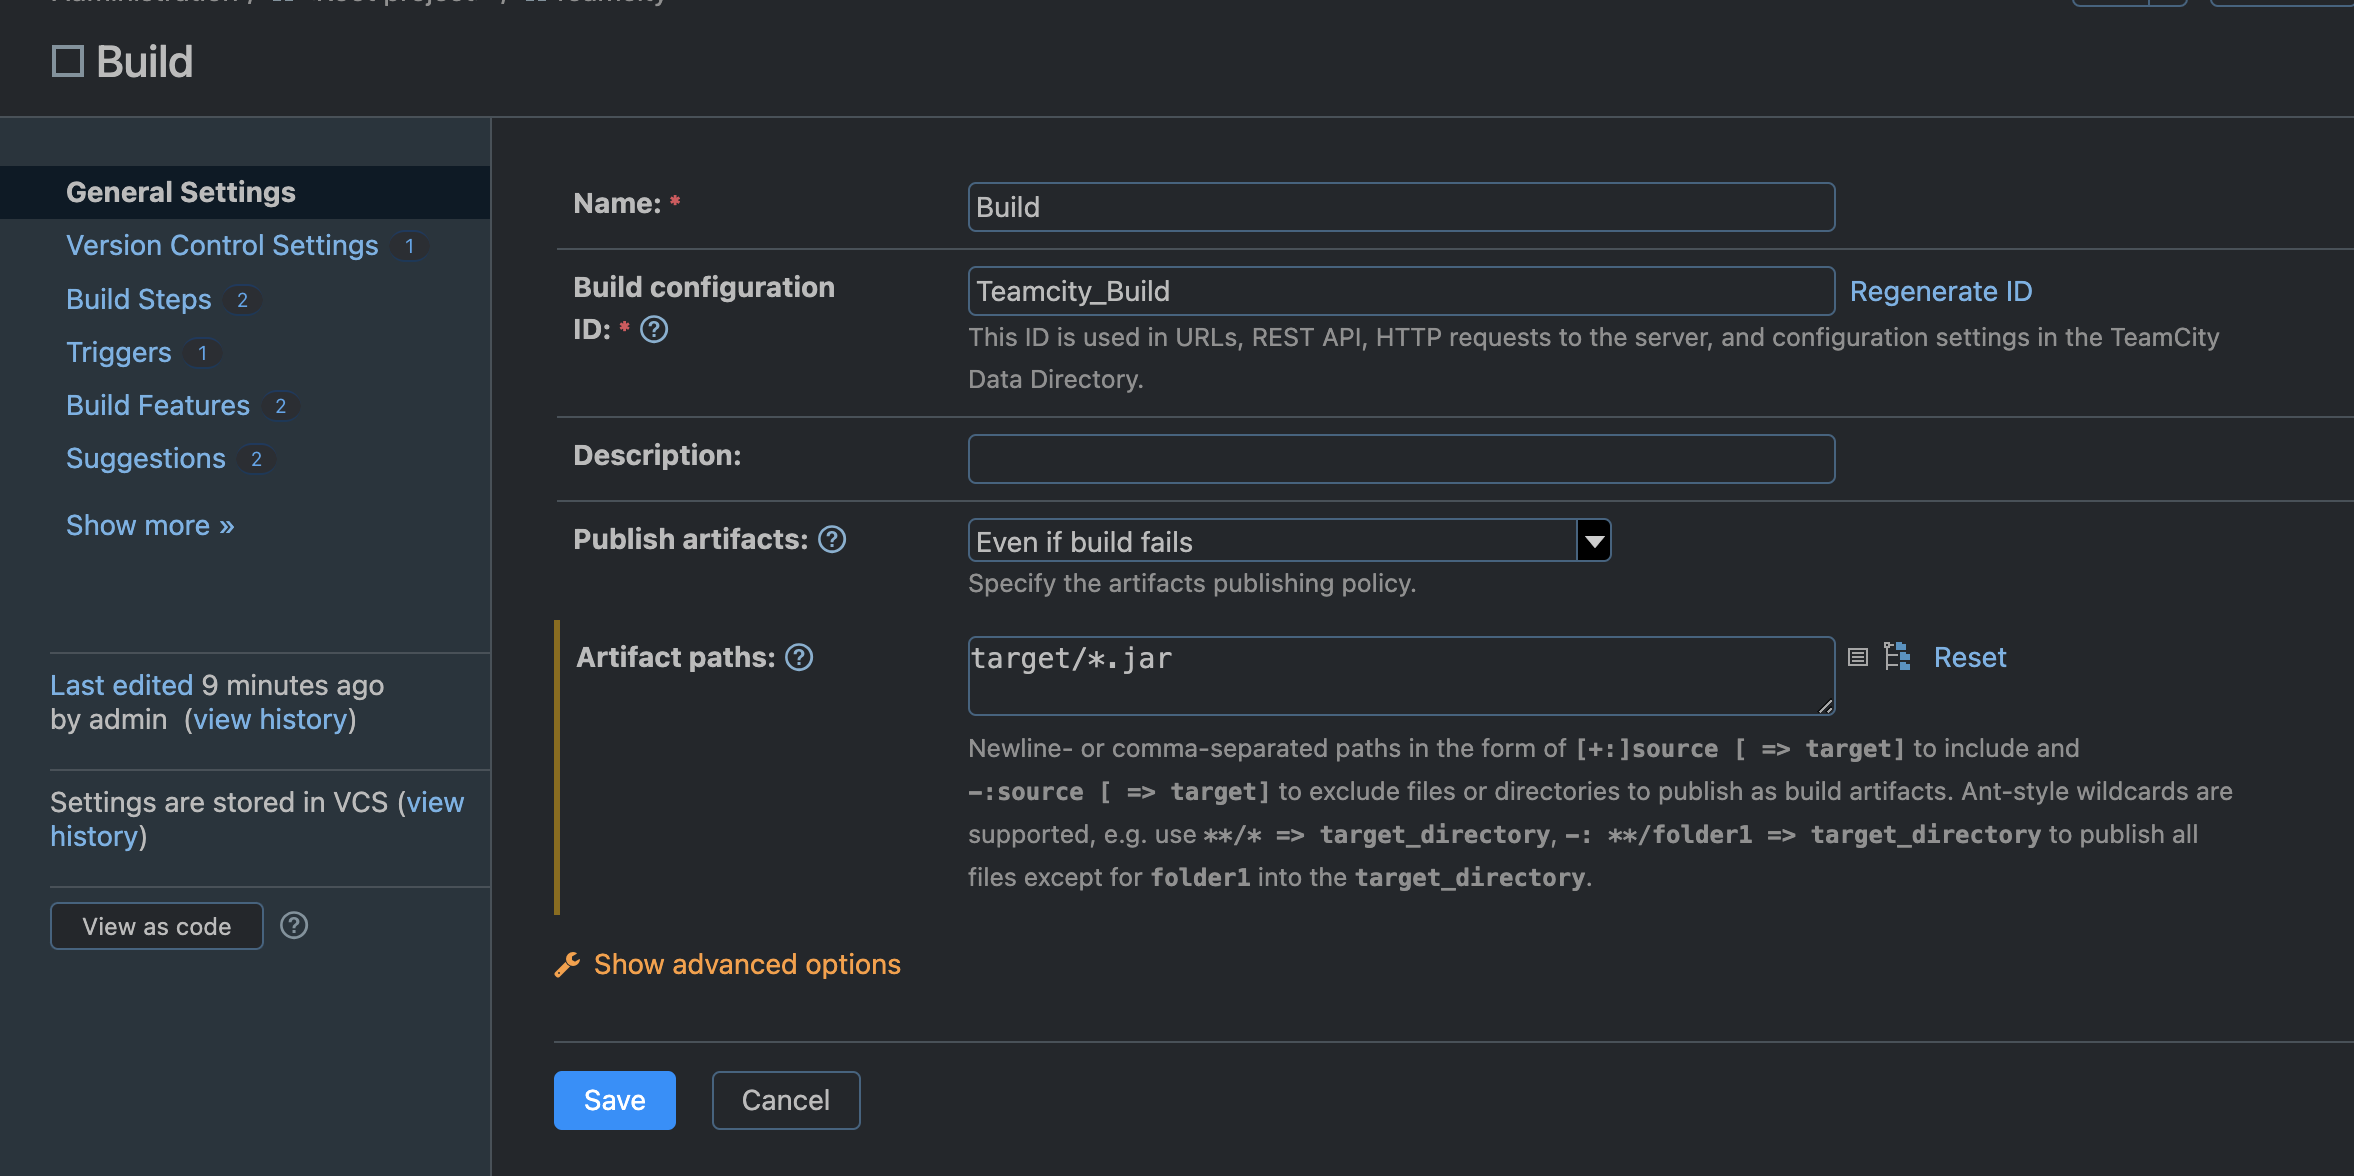 Administration / Root project / Teamcity
Build
General Settings
Version Control Settings 1
Build Steps 2
Triggers 1
Build Features 2
Suggestions 2
Show more »
Last edited 9 minutes ago
by admin (view history)
Settings are stored in VCS (view
history)
View as code ?
Name: *
Build
Build configuration
ID: * ?
Teamcity_Build
Regenerate ID
This ID is used in URLs, REST API, HTTP requests to the server, and configuration settings in the TeamCity
Data Directory.
Description:
Publish artifacts: ?
Even if build fails
Specify the artifacts publishing policy.
Artifact paths: ?
target/*.jar
Reset
Newline- or comma-separated paths in the form of [+:]source [ => target] to include and
-:source [ => target] to exclude files or directories to publish as build artifacts. Ant-style wildcards are
supported, e.g. use **/* => target_directory, -: **/folder1 => target_directory to publish all
files except for folder1 into the target_directory.
Show advanced options
Save
Cancel